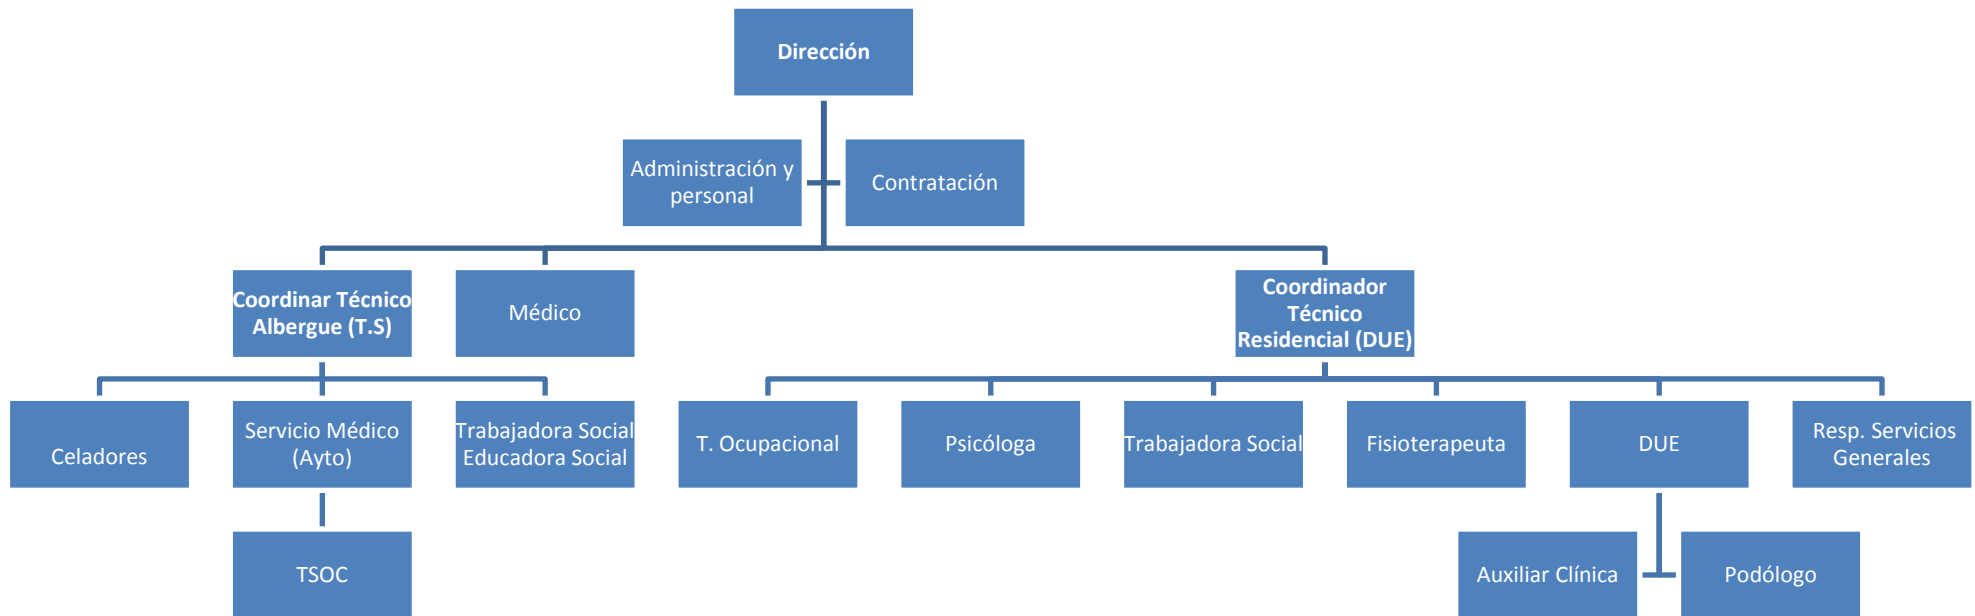 Dirección
Administración y
personal
Contratación
Coordinar Técnico
Albergue (T.S)
Médico
Coordinador
Técnico
Residencial (DUE)
Celadores
Servicio Médico
(Ayto)
Trabajadora Social
Educadora Social
T. Ocupacional
Psicóloga
Trabajadora Social
Fisioterapeuta
DUE
Resp. Servicios
Generales
TSOC
Auxiliar Clínica
Podólogo